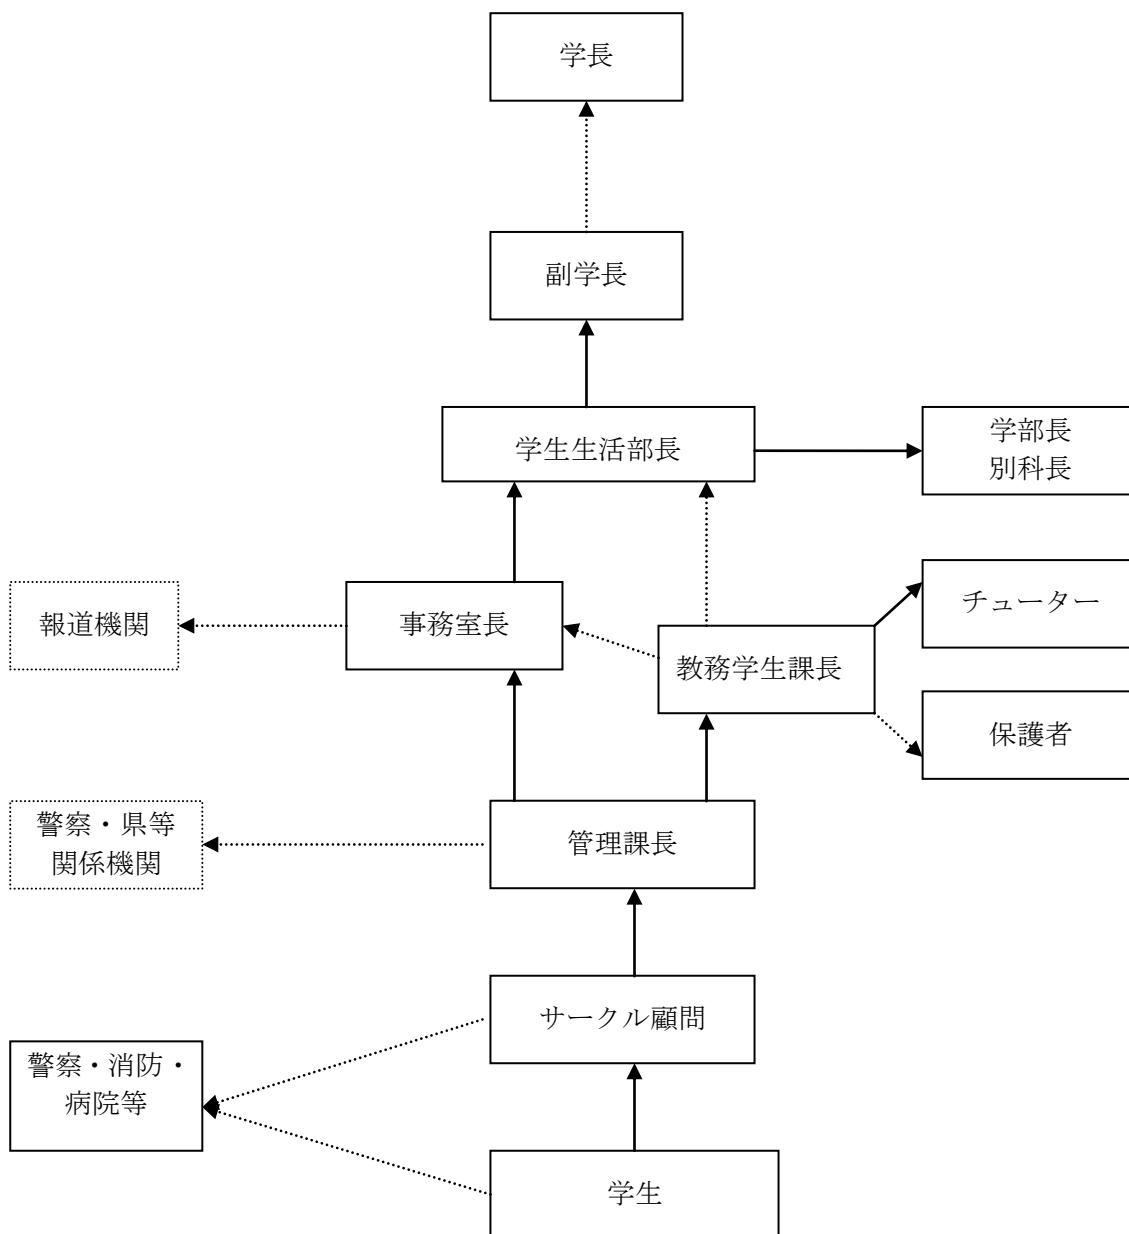 学長
副学長
学生生活部長
学部長
別科長
報道機関
事務室長
チューター
教務学生課長
保護者
警察・県等
関係機関
管理課長
サークル顧問
警察・消防・
病院等
学生